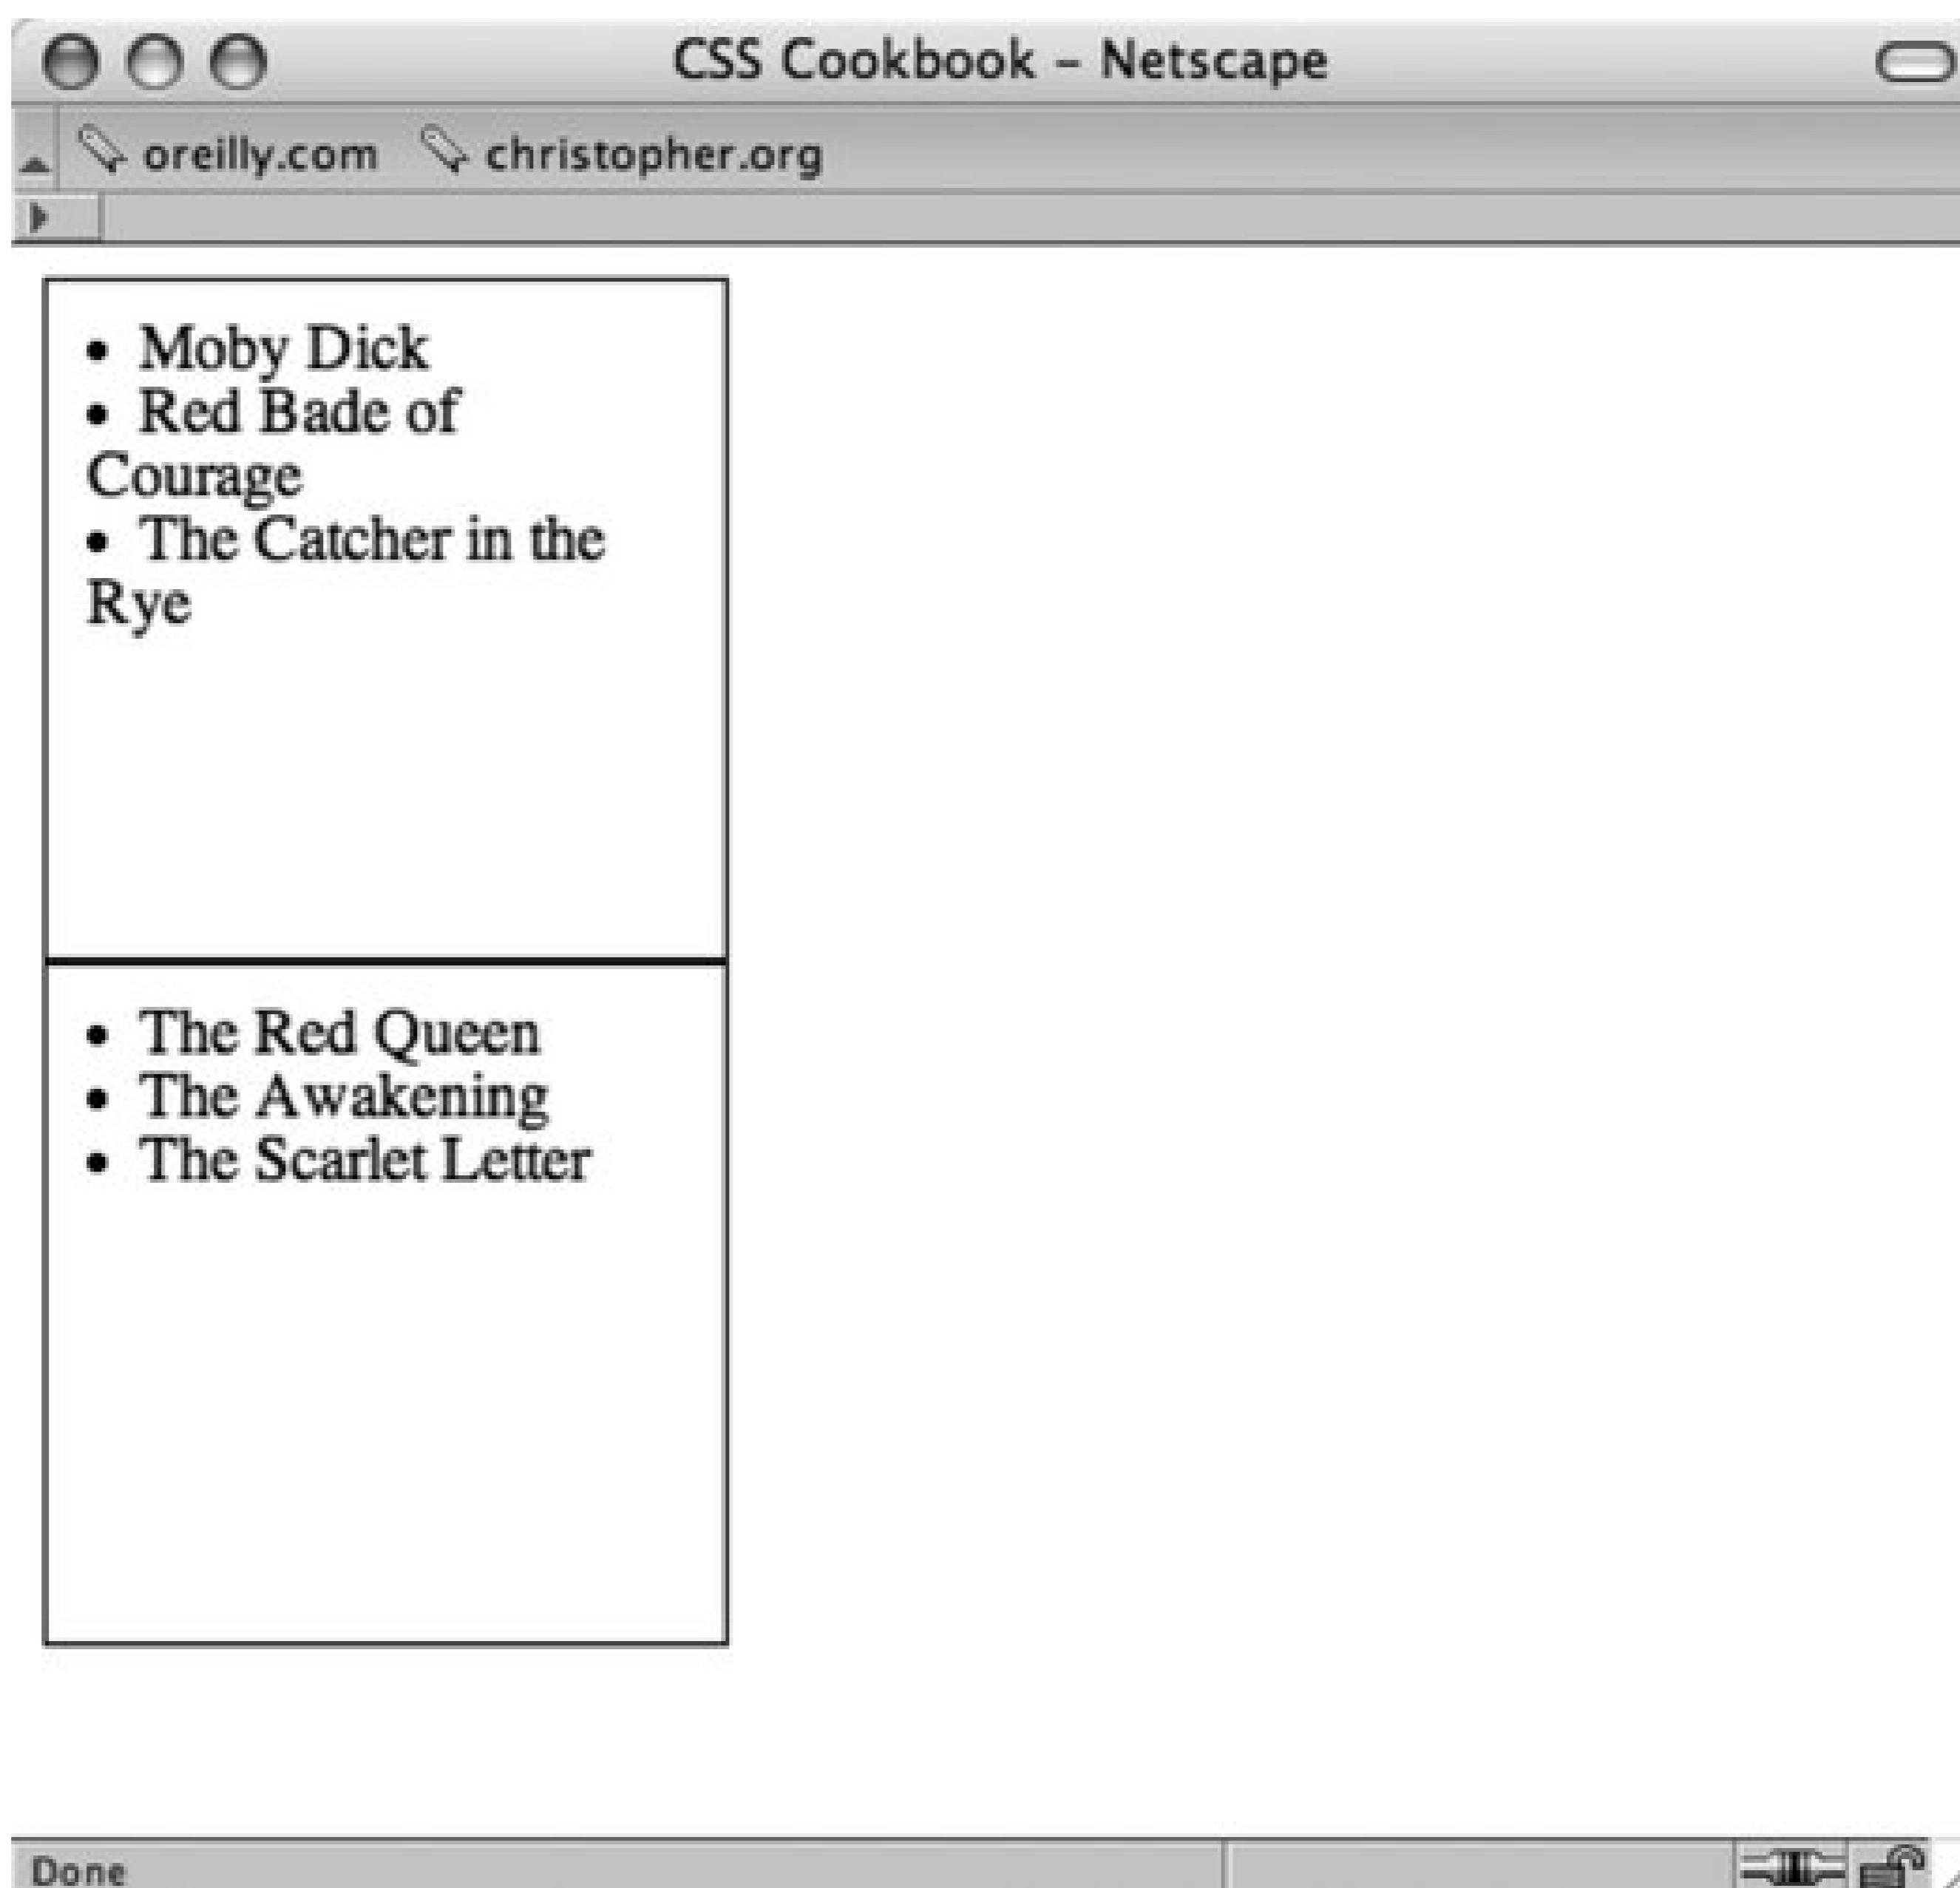 CSS Cookbook – Netscape
oreilly.com christopher.org
• Moby Dick
• Red Bade of
Courage
• The Catcher in the
Rye
• The Red Queen
• The Awakening
• The Scarlet Letter
Done